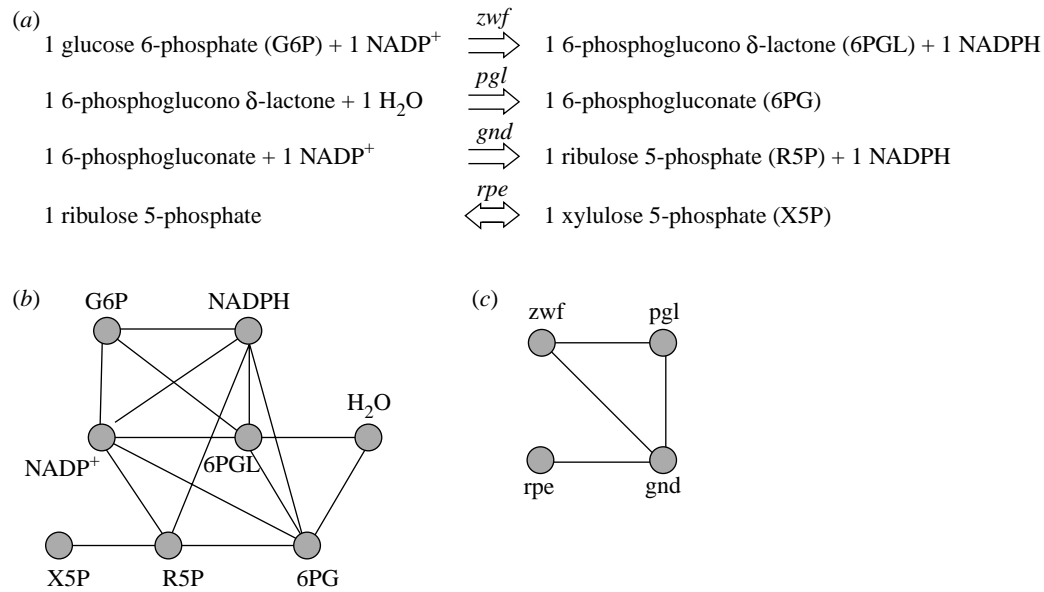 (a)
zwf
1 glucose 6-phosphate (G6P) + 1 NADP⁺ 1 6-phosphoglucono δ-lactone (6PGL) + 1 NADPH
pgl
1 6-phosphoglucono δ-lactone + 1 H₂O 1 6-phosphogluconate (6PG)
gnd
1 6-phosphogluconate + 1 NADP⁺ 1 ribulose 5-phosphate (R5P) + 1 NADPH
rpe
1 ribulose 5-phosphate 1 xylulose 5-phosphate (X5P)
(b)
G6P NADPH
H₂O
NADP⁺ 6PGL
X5P R5P 6PG
(c)
zwf pgl
rpe gnd